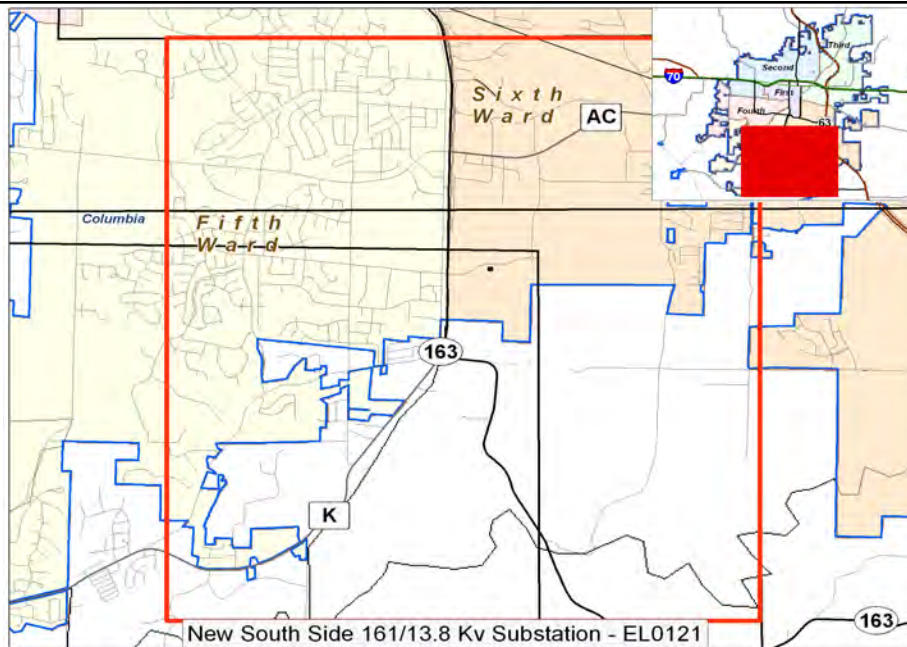 Sixth
Ward
AC
Columbia
Fifth
Ward
163
K
163
70
Second
Third
First
Fourth
63
New South Side 161/13.8 Kv Substation - EL0121